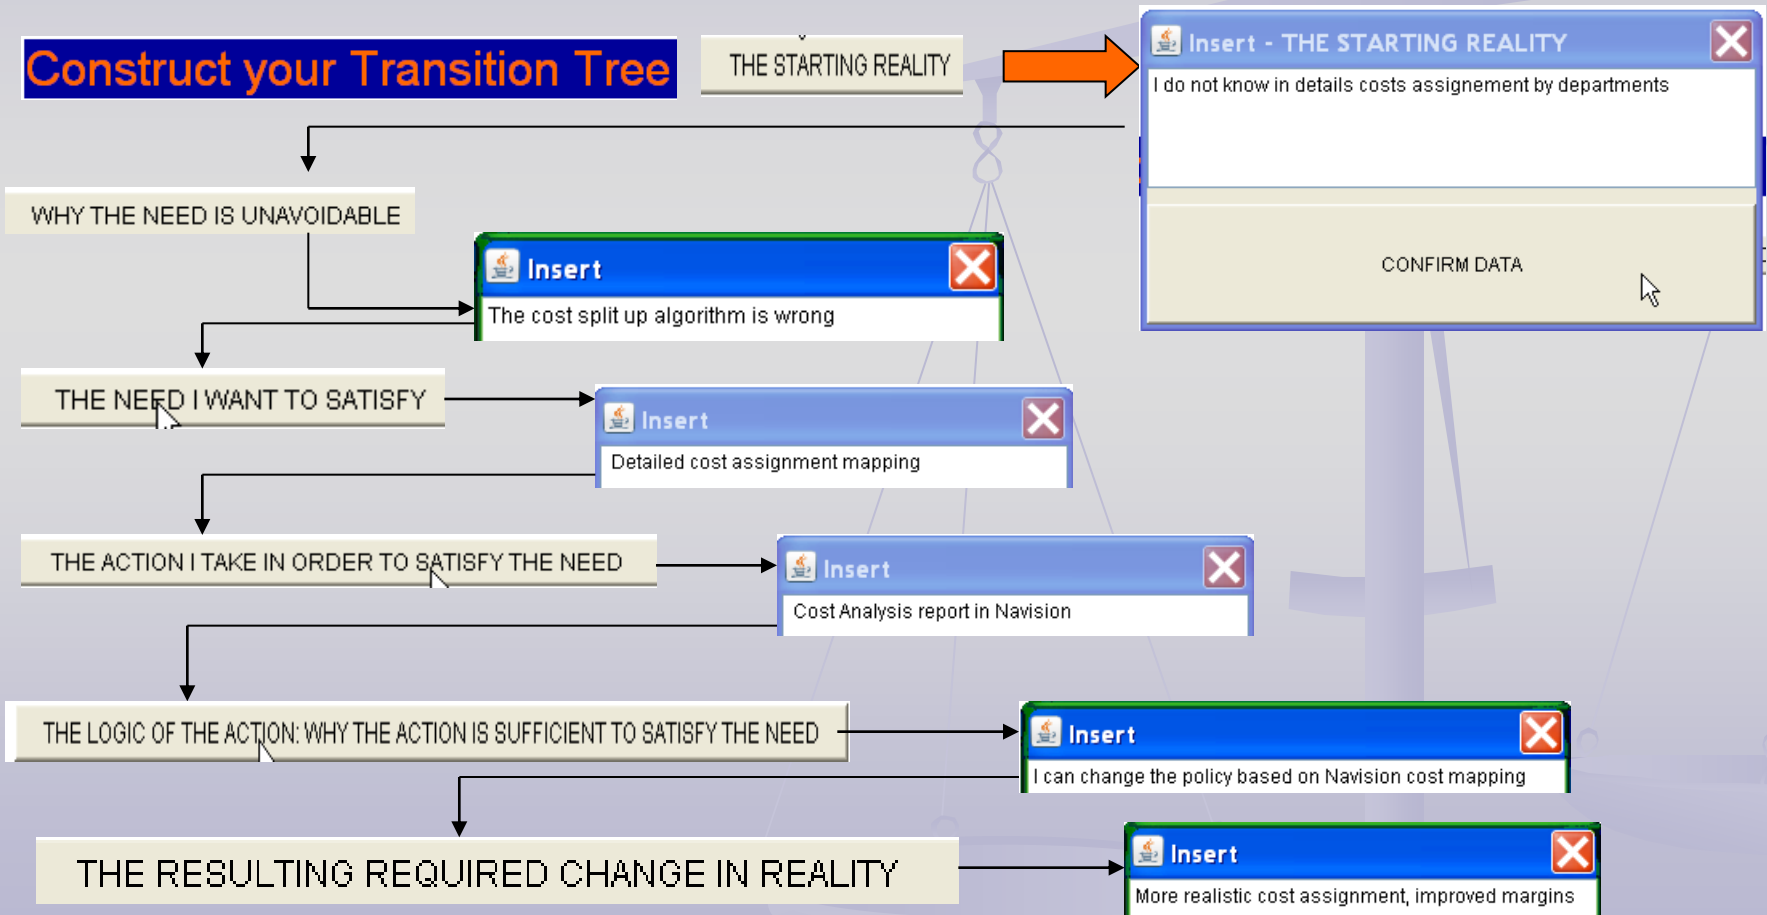 Construct your Transition Tree
THE STARTING REALITY
Insert - THE STARTING REALITY
I do not know in details costs assignement by departments
CONFIRM DATA
WHY THE NEED IS UNAVOIDABLE
Insert
The cost split up algorithm is wrong
THE NEED I WANT TO SATISFY
Insert
Detailed cost assignment mapping
THE ACTION I TAKE IN ORDER TO SATISFY THE NEED
Insert
Cost Analysis report in Navision
THE LOGIC OF THE ACTION: WHY THE ACTION IS SUFFICIENT TO SATISFY THE NEED
Insert
I can change the policy based on Navision cost mapping
THE RESULTING REQUIRED CHANGE IN REALITY
Insert
More realistic cost assignment, improved margins